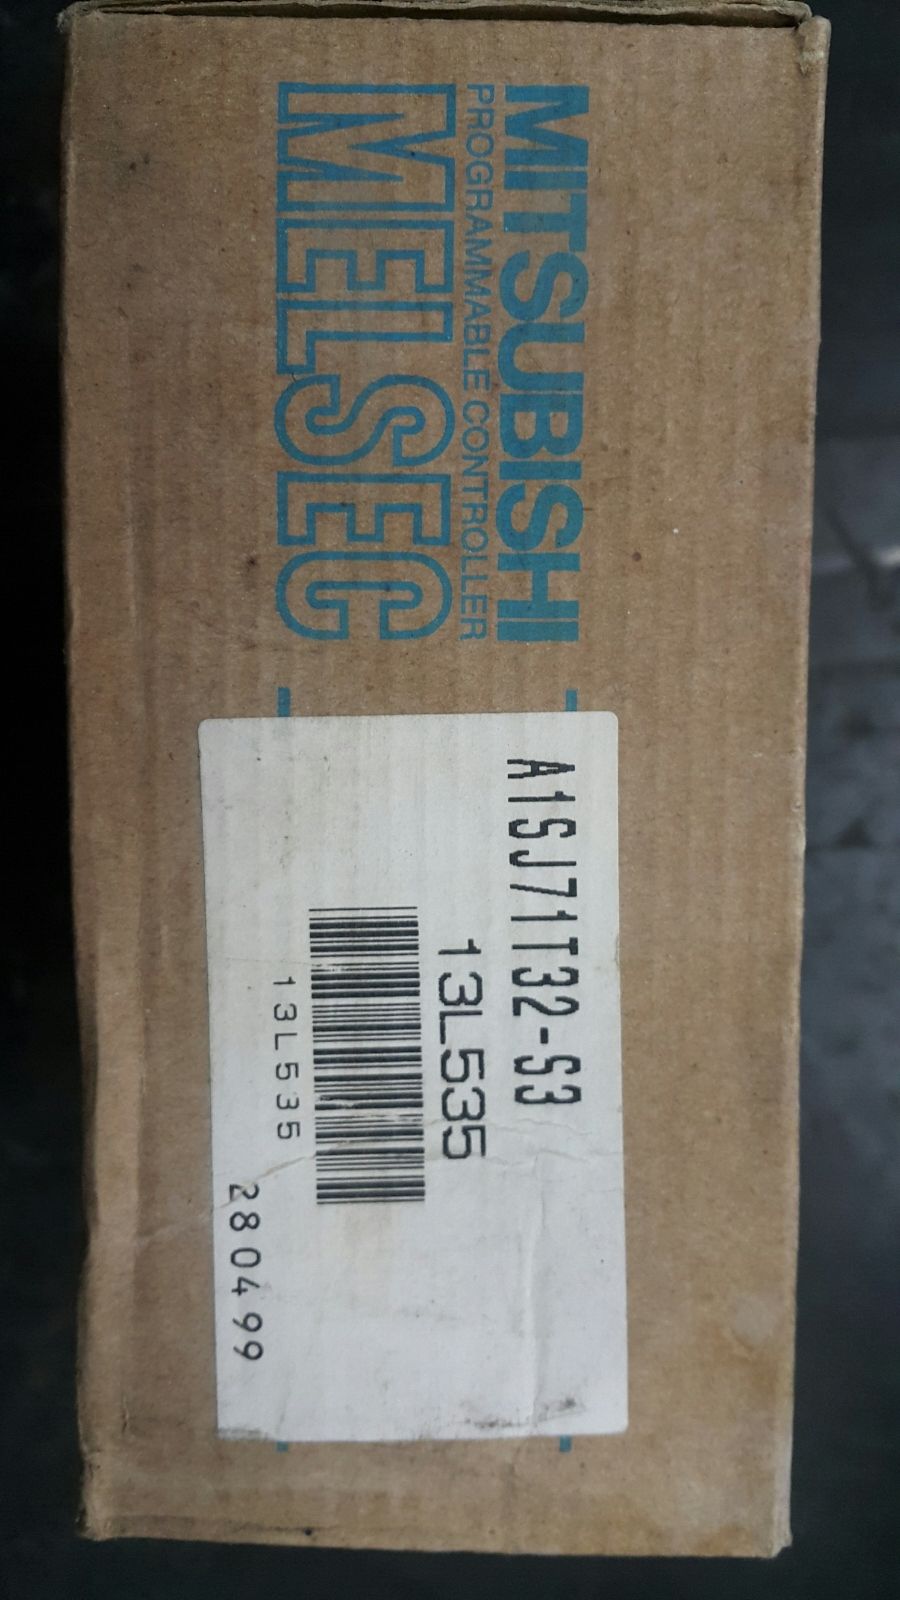 MITSUBISHI
PROGRAMMABLE CONTROLLER
MELSEC
A1SJ71T32-S3
13L535
13L535
280499